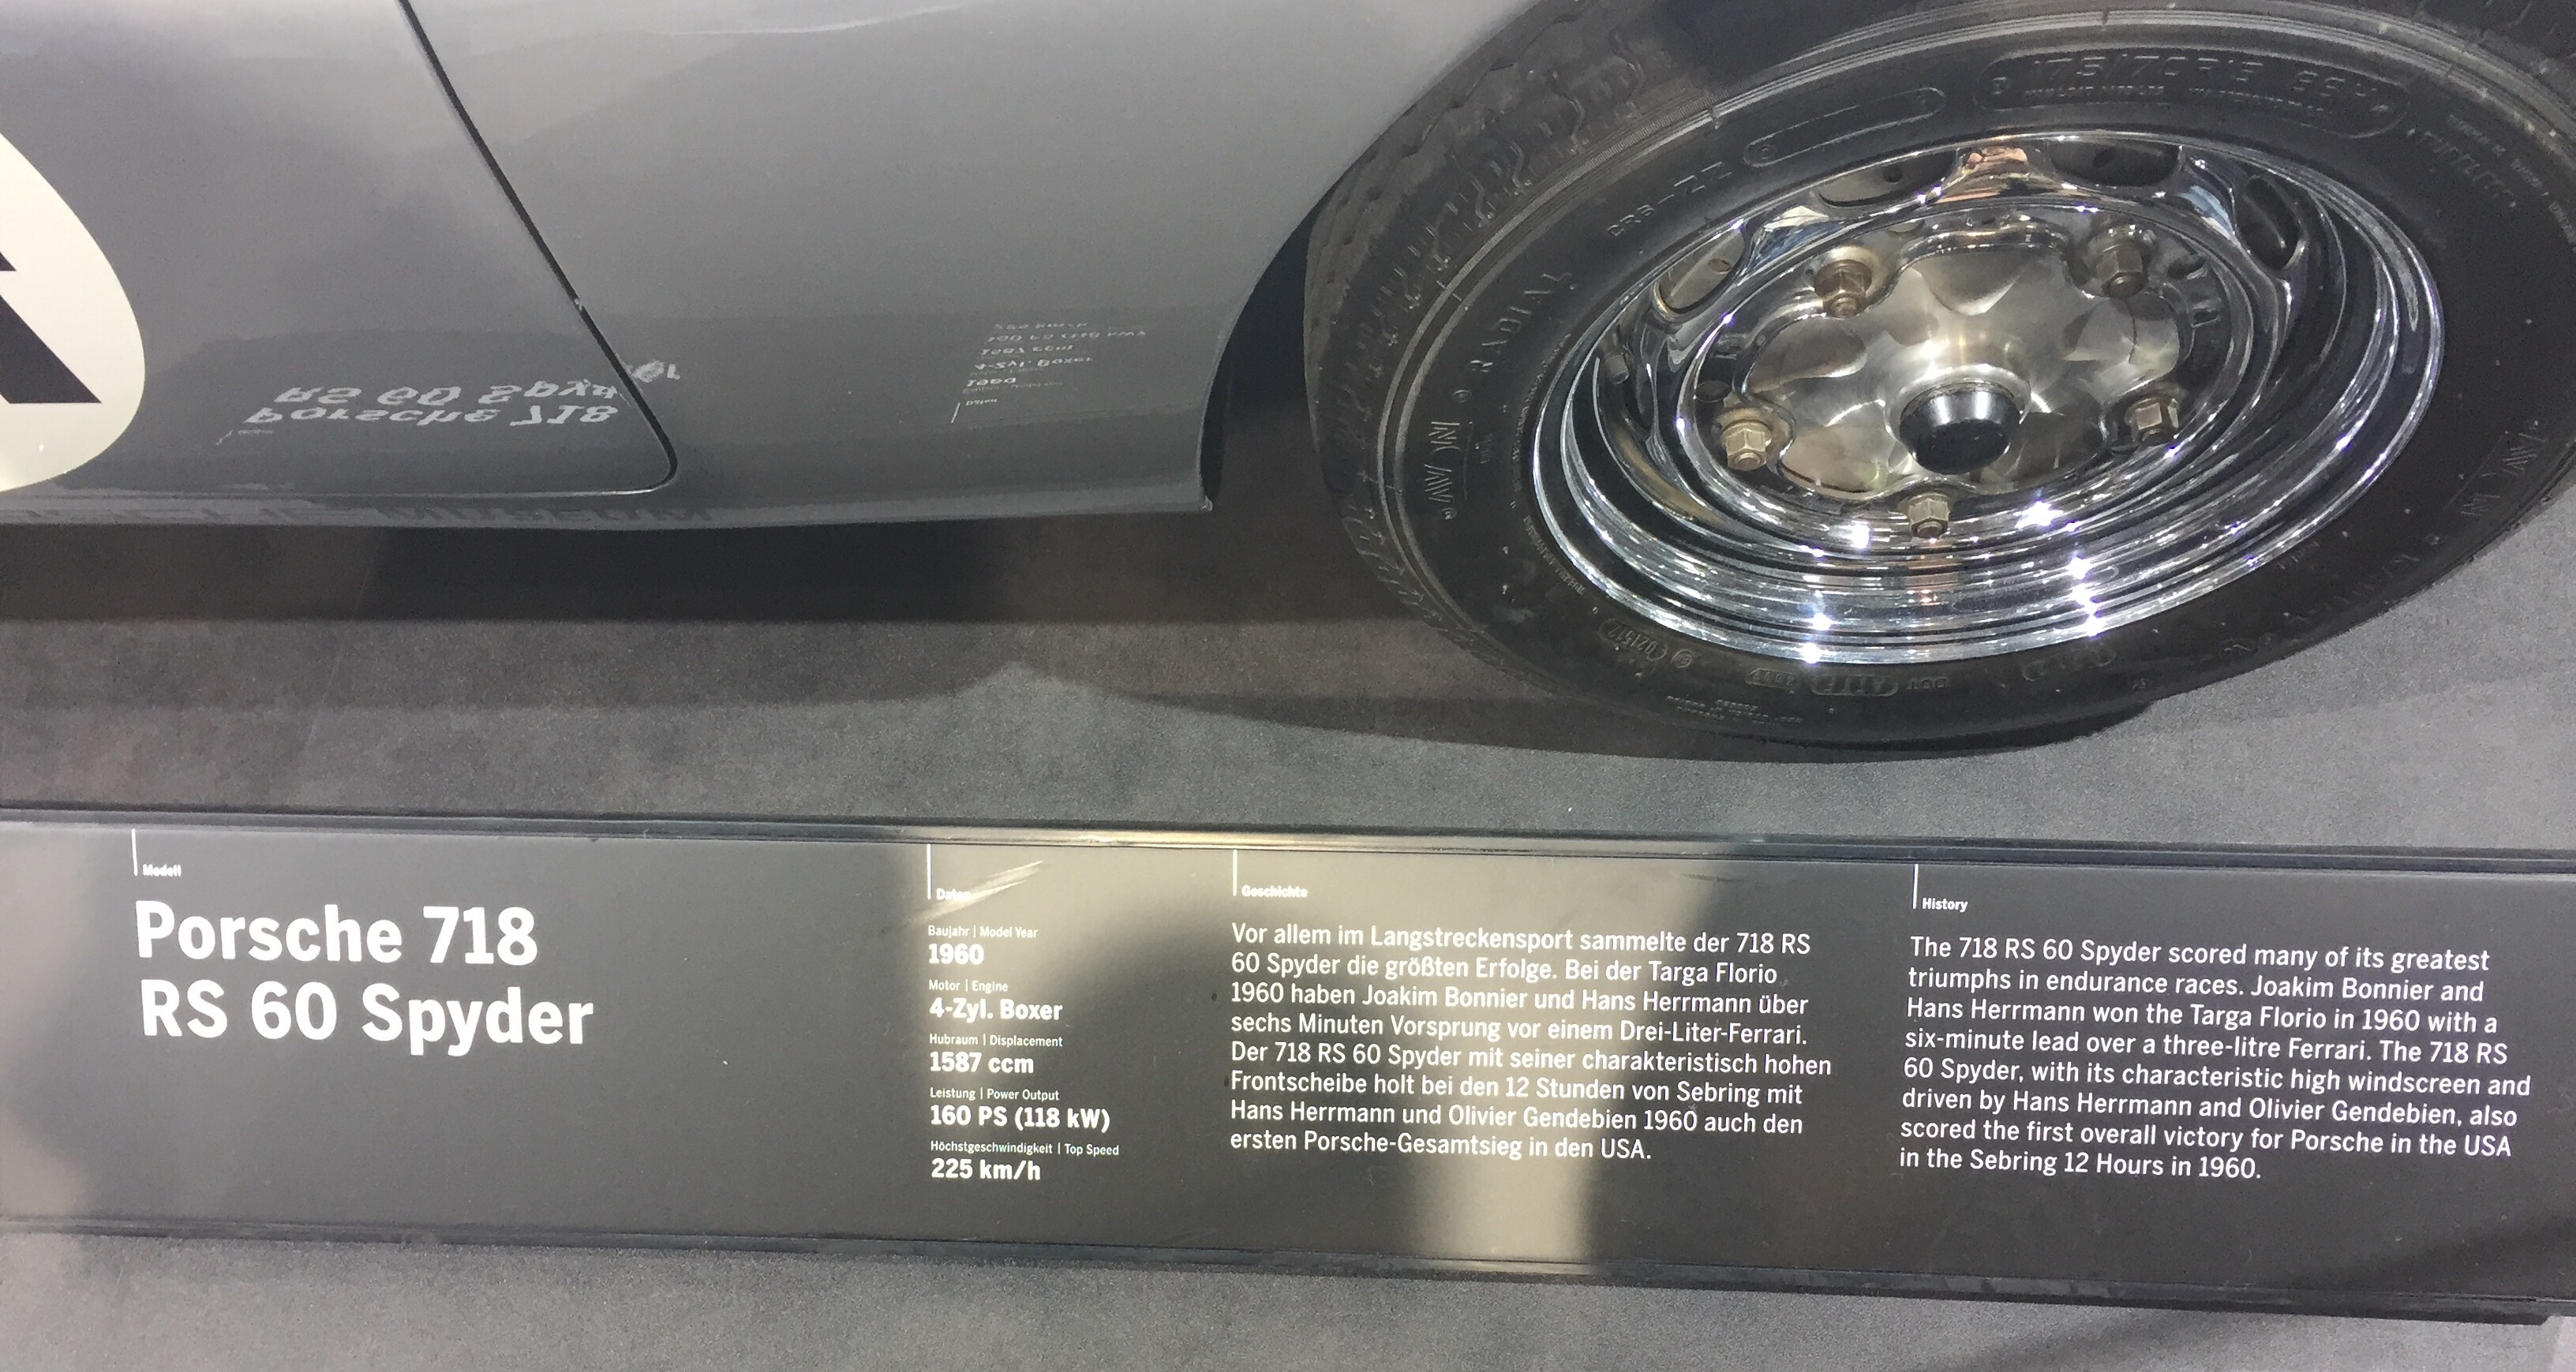 175/70R15 86H
RADIAL
Modell
Porsche 718
RS 60 Spyder
Daten
Baujahr | Model Year
1960
Motor | Engine
4-Zyl. Boxer
Hubraum | Displacement
1587 ccm
Leistung | Power Output
160 PS (118 kW)
Höchstgeschwindigkeit | Top Speed
225 km/h
Geschichte
Vor allem im Langstreckensport sammelte der 718 RS
60 Spyder die größten Erfolge. Bei der Targa Florio
1960 haben Joakim Bonnier und Hans Herrmann über
sechs Minuten Vorsprung vor einem Drei-Liter-Ferrari.
Der 718 RS 60 Spyder mit seiner charakteristisch hohen
Frontscheibe holt bei den 12 Stunden von Sebring mit
Hans Herrmann und Olivier Gendebien 1960 auch den
ersten Porsche-Gesamtsieg in den USA.
History
The 718 RS 60 Spyder scored many of its greatest
triumphs in endurance races. Joakim Bonnier and
Hans Herrmann won the Targa Florio in 1960 with a
six-minute lead over a three-litre Ferrari. The 718 RS
60 Spyder, with its characteristic high windscreen and
driven by Hans Herrmann and Olivier Gendebien, also
scored the first overall victory for Porsche in the USA
in the Sebring 12 Hours in 1960.